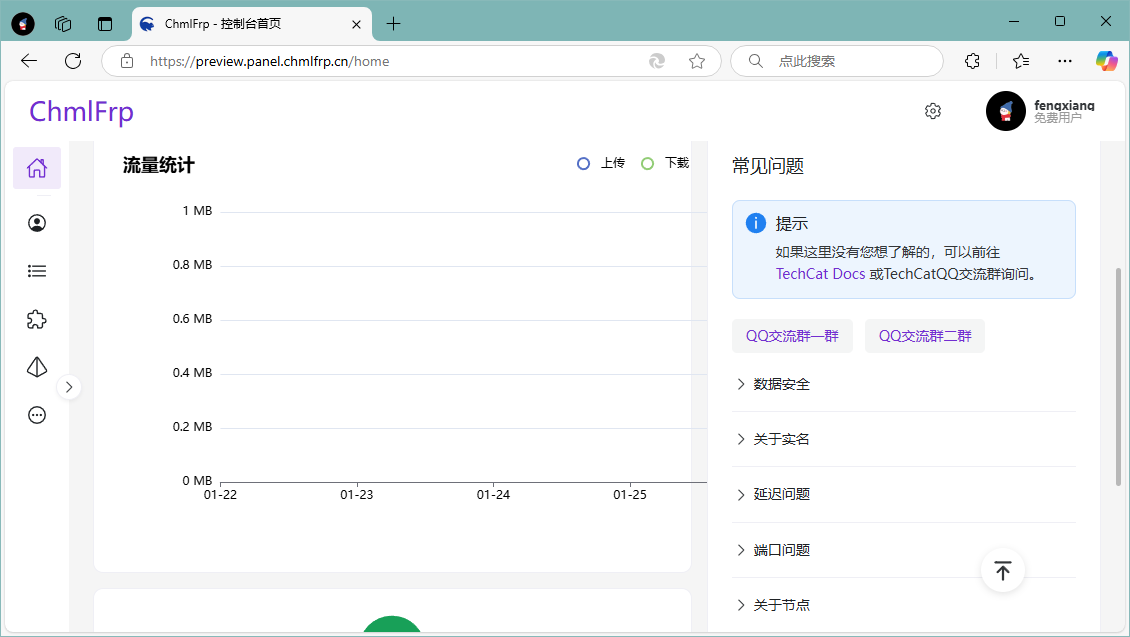 ChmlFrp - 控制台首页
https://preview.panel.chmlfrp.cn/home
点此搜索
ChmlFrp
fengxiang
免费用户
流量统计
上传
下载
1 MB
0.8 MB
0.6 MB
0.4 MB
0.2 MB
0 MB
01-22
01-23
01-24
01-25
常见问题
提示
如果这里没有您想了解的，可以前往
TechCat Docs 或TechCatQQ交流群询问。
QQ交流群一群
QQ交流群二群
数据安全
关于实名
延迟问题
端口问题
关于节点